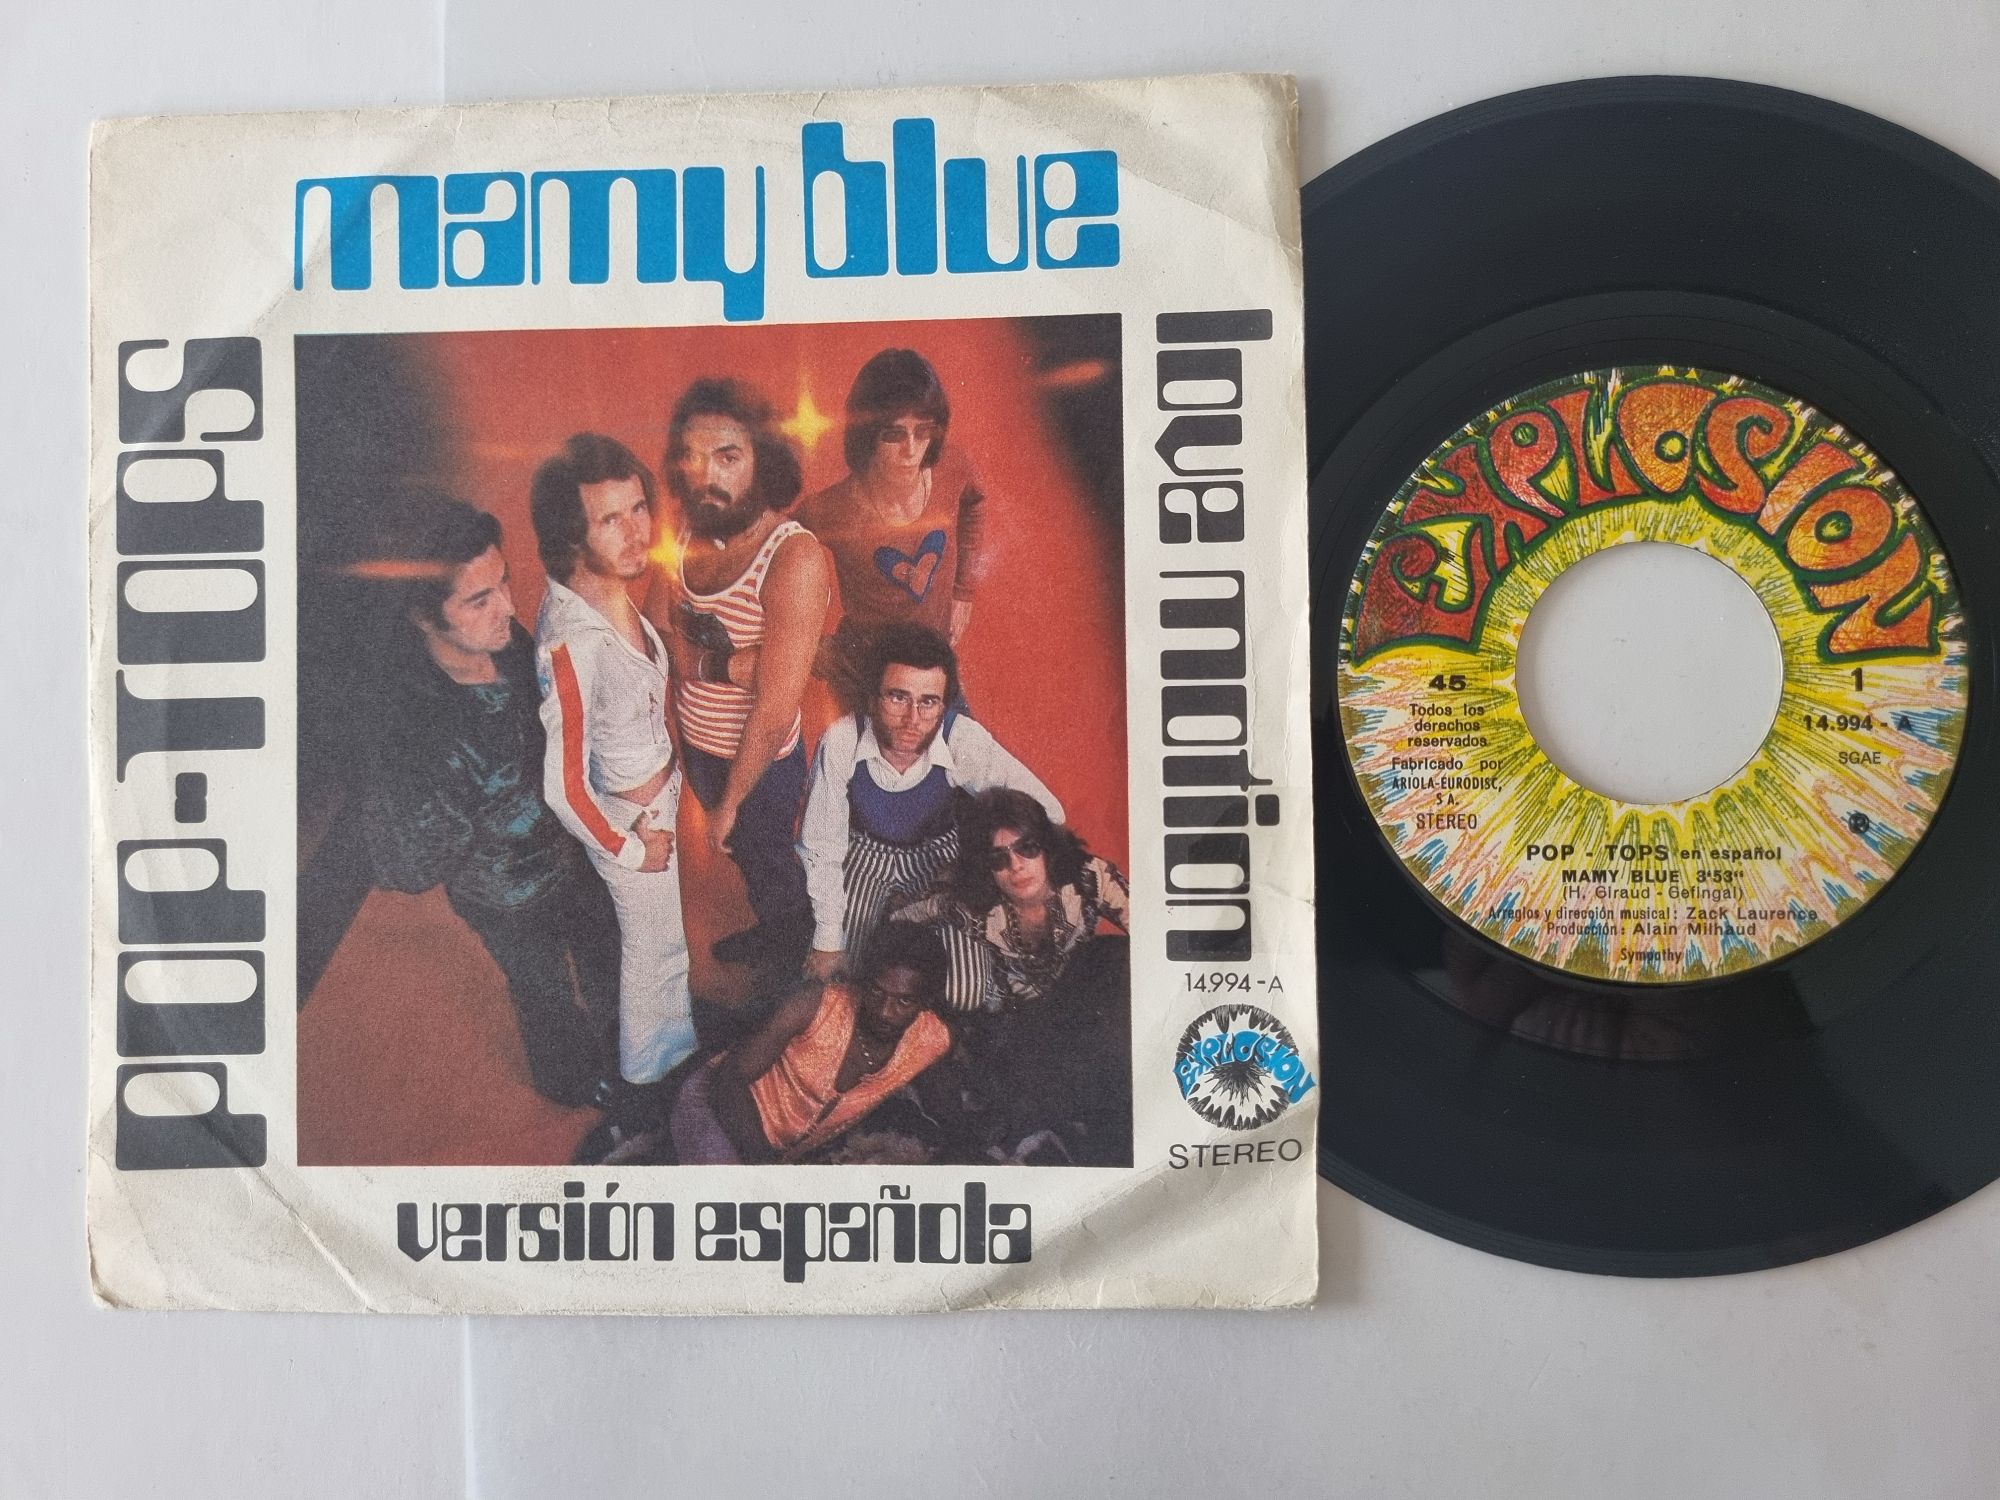 mamy blue
POP-TOPS
love motion
14.994-A
EXPLOSION
STEREO
versión española
EXPLOSION
45
Todos los
derechos
reservados
Fabricado por
ARIOLA-EURODISC,
S A.
STEREO
1
14.994 - A
SGAE
℗
POP - TOPS en español
MAMY BLUE 3'53"
(H. Giraud - Gefingal)
Arreglos y dirección musical: Zack Laurence
Producción: Alain Milhaud
Sympathy